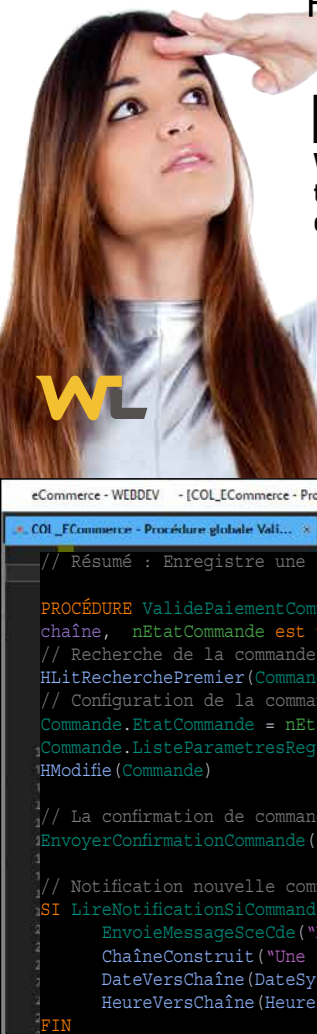 WL
eCommerce - WEBDEV - [COL_ECommerce - Pro
COL_ECommerce - Procédure globale Vali... ×
// Résumé : Enregistre une
PROCÉDURE ValidePaiementCom
chaîne, nEtatCommande est
// Recherche de la commande
HLitRecherchePremier(Comman
// Configuration de la comma
Commande.EtatCommande = nEt
Commande.ListeParametresReg
HModifie(Commande)
// La confirmation de comman
EnvoyerConfirmationCommande(
// Notification nouvelle com
SI LireNotificationSiCommand
EnvoieMessageSceCde("
ChaîneConstruit("Une
DateVersChaîne(DateSy
HeureVersChaîne(Heure
FIN